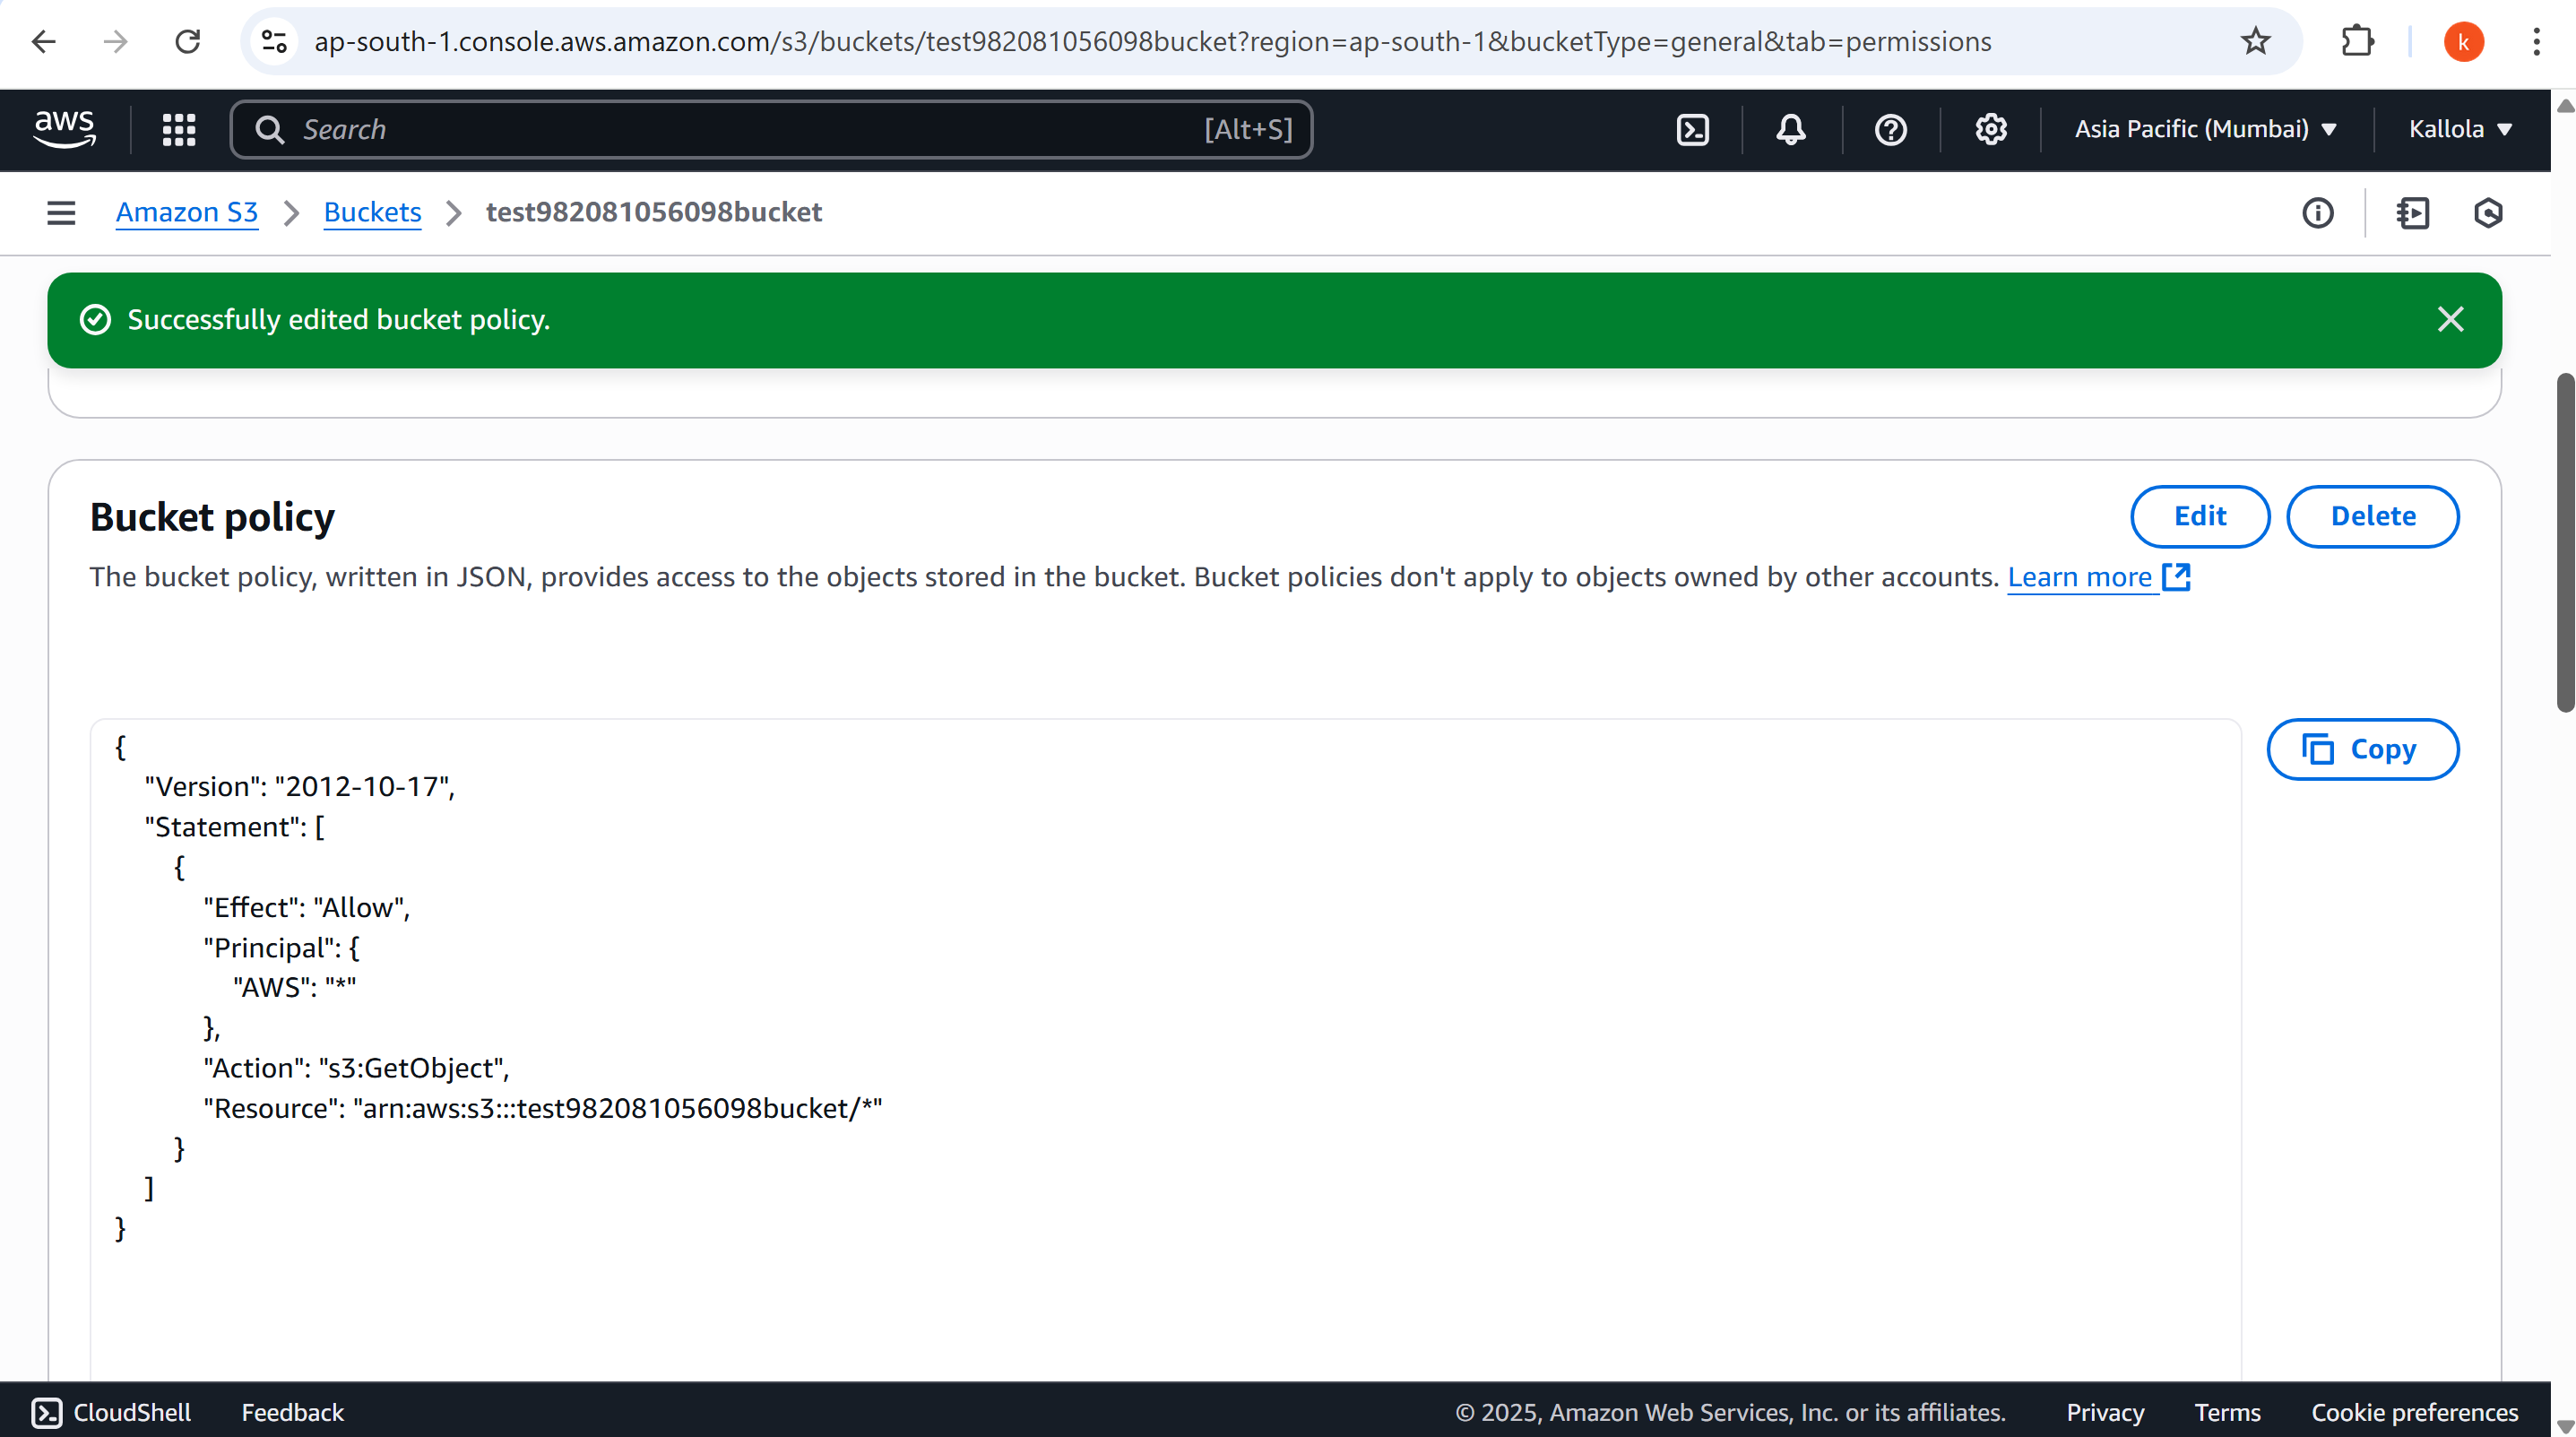 ap-south-1.console.aws.amazon.com/s3/buckets/test982081056098bucket?region=ap-south-1&bucketType=general&tab=permissions
k
aws
Search
[Alt+S]
Asia Pacific (Mumbai)
Kallola
Amazon S3
Buckets
test982081056098bucket
Successfully edited bucket policy.
Bucket policy
Edit
Delete
The bucket policy, written in JSON, provides access to the objects stored in the bucket. Bucket policies don't apply to objects owned by other accounts. Learn more
Copy
{
"Version": "2012-10-17",
"Statement": [
{
"Effect": "Allow",
"Principal": {
"AWS": "*"
},
"Action": "s3:GetObject",
"Resource": "arn:aws:s3:::test982081056098bucket/*"
}
]
}
CloudShell
Feedback
© 2025, Amazon Web Services, Inc. or its affiliates.
Privacy
Terms
Cookie preferences